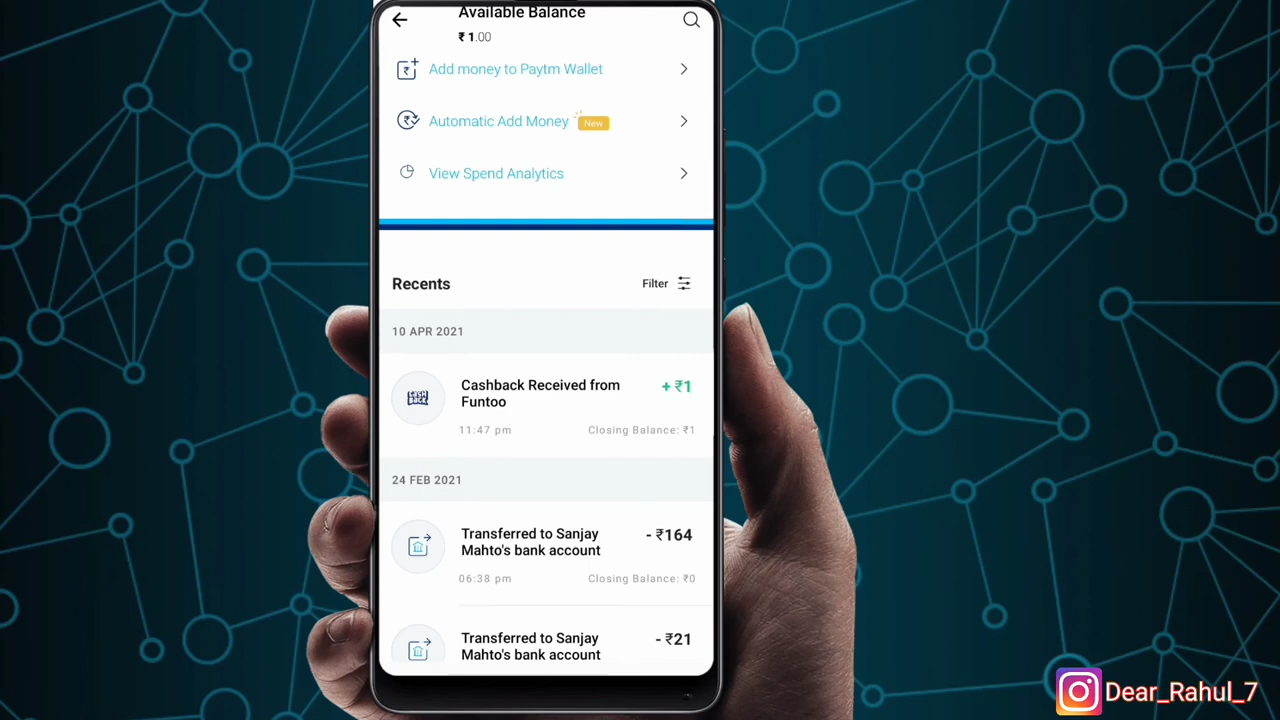 Available Balance
₹ 1.00
Add money to Paytm Wallet
Automatic Add Money New
View Spend Analytics
Recents
Filter
10 APR 2021
CASH BACK
Cashback Received from
Funtoo
+ ₹1
11:47 pm
Closing Balance: ₹1
24 FEB 2021
Transferred to Sanjay
Mahto's bank account
- ₹164
06:38 pm
Closing Balance: ₹0
Transferred to Sanjay
Mahto's bank account
- ₹21
Dear_Rahul_7